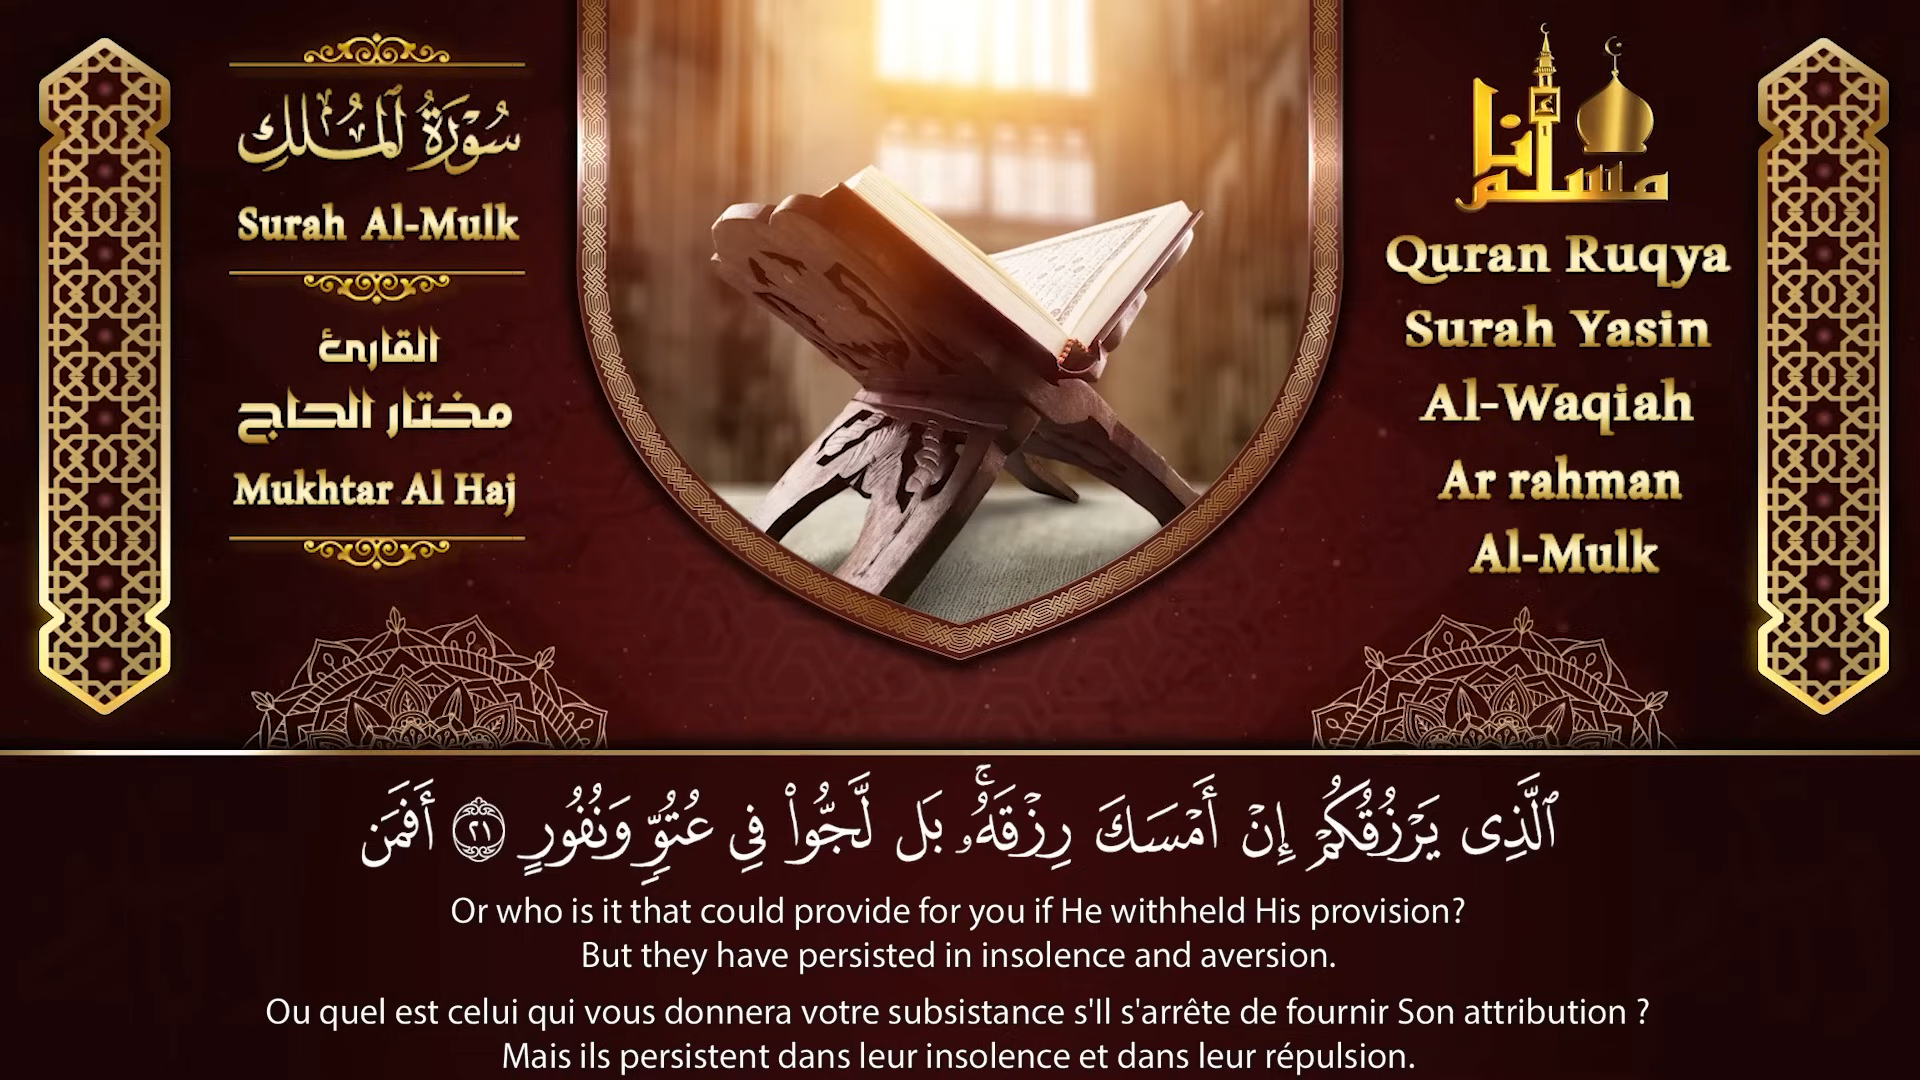 سُورَةُ الْمُلْكِ
Surah Al-Mulk
القارئ
مختار الحاج
Mukhtar Al Haj
أنا
مسلم
Quran Ruqya
Surah Yasin
Al-Waqiah
Ar rahman
Al-Mulk
ٱلَّذِى يَرْزُقُكُمْ إِنْ أَمْسَكَ رِزْقَهُۥ ۚ بَل لَّجُّوا۟ فِى عُتُوٍّ وَنُفُورٍ ٢١ أَفَمَن
Or who is it that could provide for you if He withheld His provision?
But they have persisted in insolence and aversion.
Ou quel est celui qui vous donnera votre subsistance s'Il s'arrête de fournir Son attribution ?
Mais ils persistent dans leur insolence et dans leur répulsion.